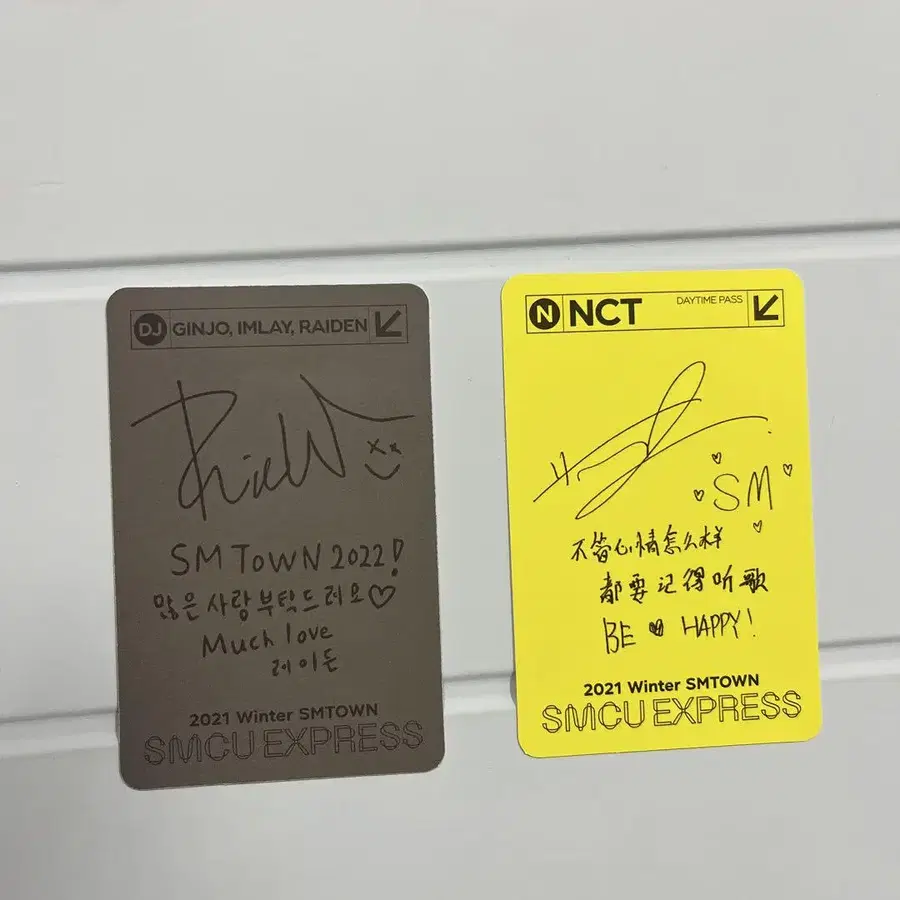 DJ GINJO, IMLAY, RAIDEN
SM TOWN 2022!
많은 사랑 부탁드려요♡
Much love
레이든
2021 Winter SMTOWN
SMCU EXPRESS
N NCT DAYTIME PASS
SM
不管心情怎么样
都要记得听歌
BE ♥ HAPPY!
2021 Winter SMTOWN
SMCU EXPRESS